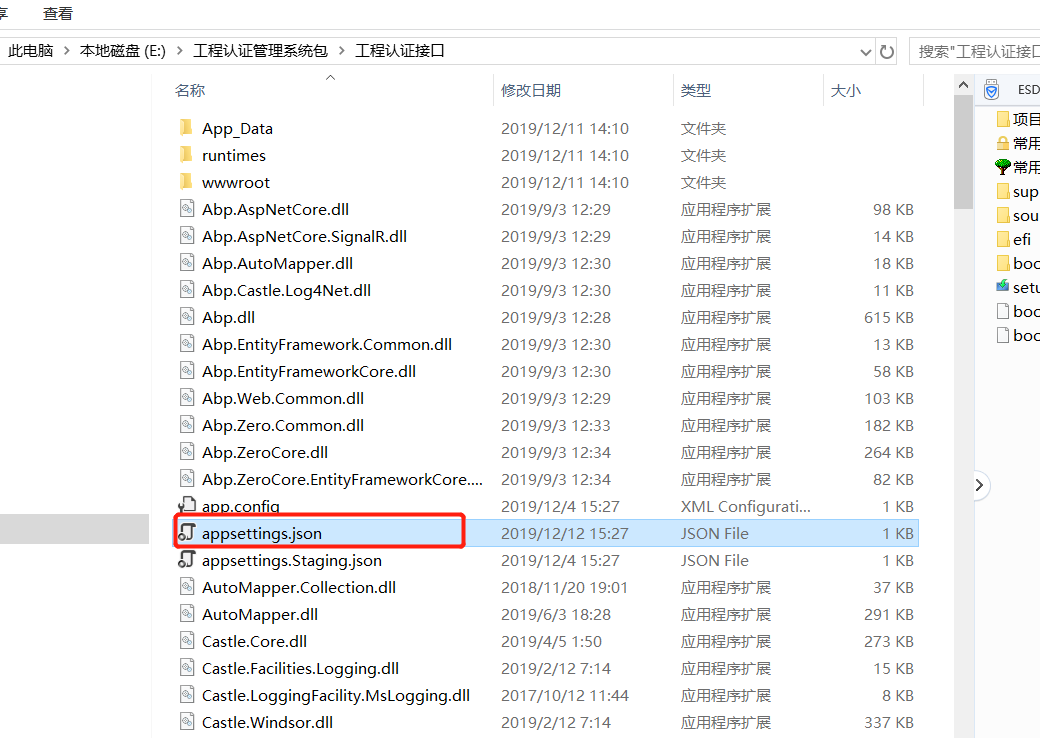 享 查看
此电脑 > 本地磁盘 (E:) > 工程认证管理系统包 > 工程认证接口 搜索"工程认证接口
名称 修改日期 类型 大小
App_Data 2019/12/11 14:10 文件夹
runtimes 2019/12/11 14:10 文件夹
wwwroot 2019/12/11 14:10 文件夹
Abp.AspNetCore.dll 2019/9/3 12:29 应用程序扩展 98 KB
Abp.AspNetCore.SignalR.dll 2019/9/3 12:29 应用程序扩展 14 KB
Abp.AutoMapper.dll 2019/9/3 12:30 应用程序扩展 18 KB
Abp.Castle.Log4Net.dll 2019/9/3 12:30 应用程序扩展 11 KB
Abp.dll 2019/9/3 12:28 应用程序扩展 615 KB
Abp.EntityFramework.Common.dll 2019/9/3 12:30 应用程序扩展 13 KB
Abp.EntityFrameworkCore.dll 2019/9/3 12:30 应用程序扩展 58 KB
Abp.Web.Common.dll 2019/9/3 12:29 应用程序扩展 103 KB
Abp.Zero.Common.dll 2019/9/3 12:33 应用程序扩展 182 KB
Abp.ZeroCore.dll 2019/9/3 12:34 应用程序扩展 264 KB
Abp.ZeroCore.EntityFrameworkCore.... 2019/9/3 12:34 应用程序扩展 82 KB
app.config 2019/12/4 15:27 XML Configurati... 1 KB
appsettings.json 2019/12/12 15:27 JSON File 1 KB
appsettings.Staging.json 2019/12/4 15:27 JSON File 1 KB
AutoMapper.Collection.dll 2018/11/20 19:01 应用程序扩展 37 KB
AutoMapper.dll 2019/6/3 18:28 应用程序扩展 291 KB
Castle.Core.dll 2019/4/5 1:50 应用程序扩展 273 KB
Castle.Facilities.Logging.dll 2019/2/12 7:14 应用程序扩展 15 KB
Castle.LoggingFacility.MsLogging.dll 2017/10/12 11:44 应用程序扩展 8 KB
Castle.Windsor.dll 2019/2/12 7:14 应用程序扩展 337 KB
ESD
项目
常用
常用
sup
sou
efi
boo
setu
boo
boo